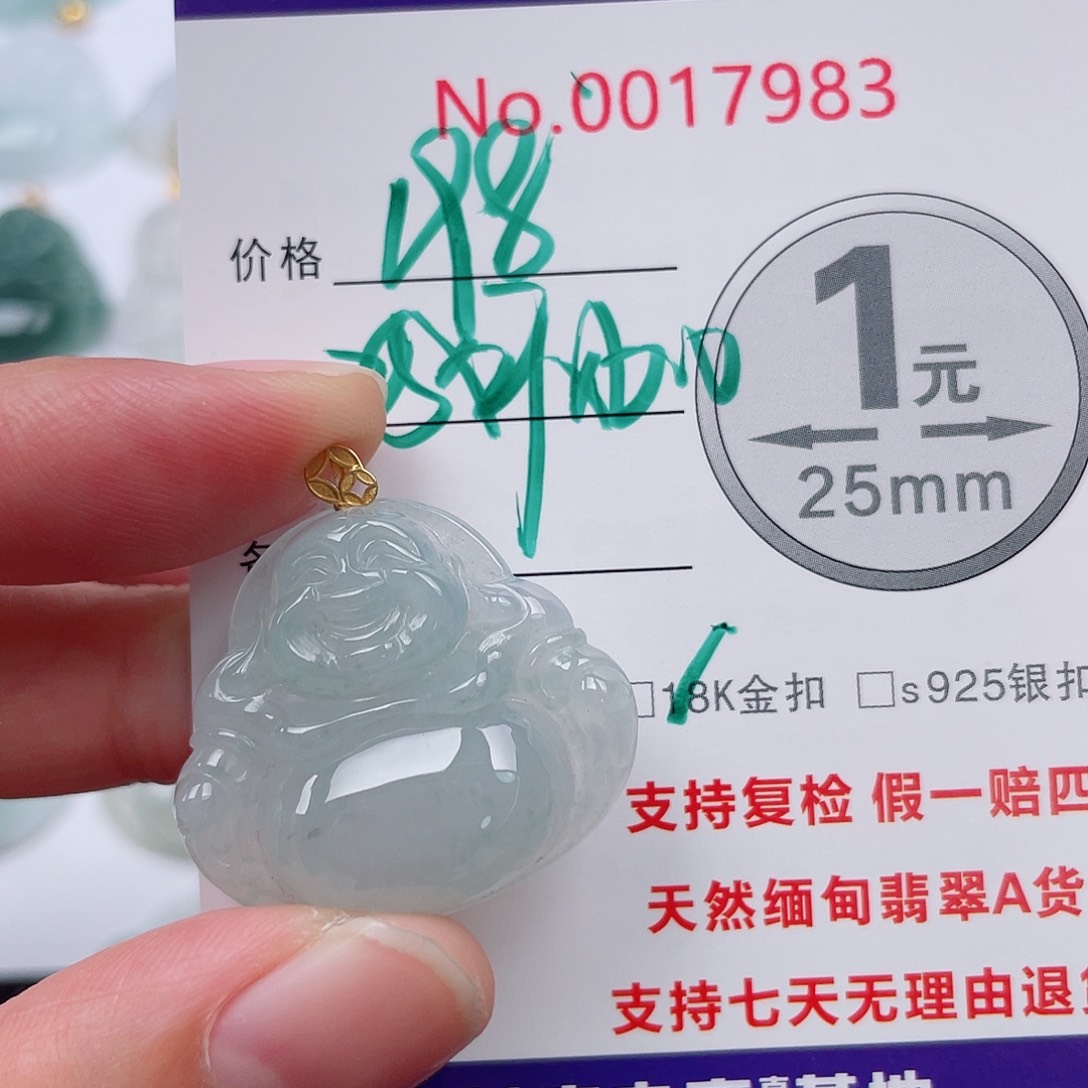 No.0017983
价格 198
1元
25mm
□18K金扣 □s925银扣
支持复检 假一赔四
天然缅甸翡翠A货
支持七天无理由退货